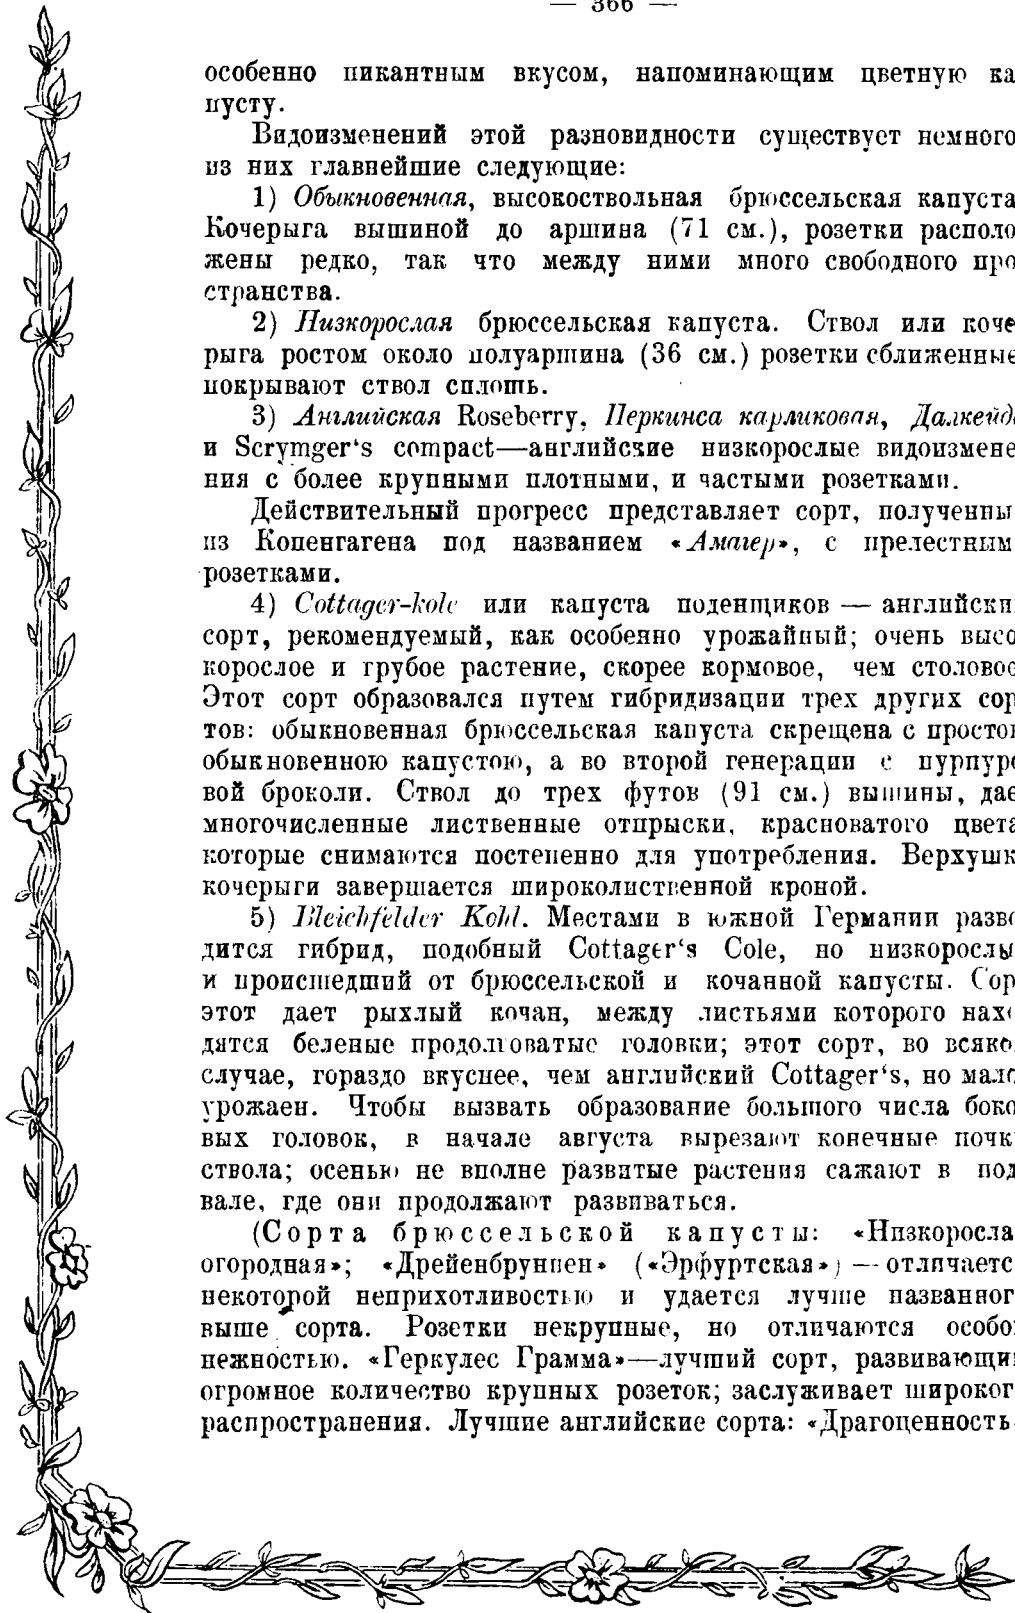 — 366 —
особенно пикантным вкусом, напоминающим цветную ка
пусту.
Видоизменений этой разновидности существует немного
из них главнейшие следующие:
1) Обыкновенная, высокоствольная брюссельская капуста
Кочерыга вышиной до аршина (71 см.), розетки располо
жены редко, так что между ними много свободного про
странства.
2) Низкорослая брюссельская капуста. Ствол или коче
рыга ростом около полуаршина (36 см.) розетки сближенные
покрывают ствол сплошь.
3) Английская Roseberry, Перкинса карликовая, Далкейд
и Scrymger‘s compact—английские низкорослые видоизмене
ния с более крупными плотными, и частыми розетками.
Действительный прогресс представляет сорт, полученны
из Копенгагена под названием «Амагер», с прелестным
розетками.
4) Cottager-kole или капуста поденщиков — английски
сорт, рекомендуемый, как особенно урожайный; очень высо
корослое и грубое растение, скорее кормовое, чем столовое
Этот сорт образовался путем гибридизации трех других сор
тов: обыкновенная брюссельская капуста скрещена с просто
обыкновенною капустою, а во второй генерации с пурпуро
вой броколи. Ствол до трех футов (91 см.) вышины, дае
многочисленные лиственные отпрыски, красноватого цвета
которые снимаются постепенно для употребления. Верхушк
кочерыги завершается широколиственной кроной.
5) Bleichfelder Kohl. Местами в южной Германии разво
дится гибрид, подобный Cottager‘s Cole, но низкорослы
и происшедший от брюссельской и кочанной капусты. Сор
этот дает рыхлый кочан, между листьями которого нахо
дятся беленые продолговатые головки; этот сорт, во всяко
случае, гораздо вкуснее, чем английский Cottager‘s, но мало
урожаен. Чтобы вызвать образование большого числа боко
вых головок, в начале августа вырезают конечные почк
ствола; осенью не вполне развитые растения сажают в под
вале, где они продолжают развиваться.
(Сорта брюссельской капусты: «Низкоросла
огородная»; «Дрейенбруннен» («Эрфуртская») — отличаетс
некоторой неприхотливостью и удается лучше названног
выше сорта. Розетки некрупные, но отличаются особо
нежностью. «Геркулес Грамма»—лучший сорт, развивающи
огромное количество крупных розеток; заслуживает широког
распространения. Лучшие английские сорта: «Драгоценность